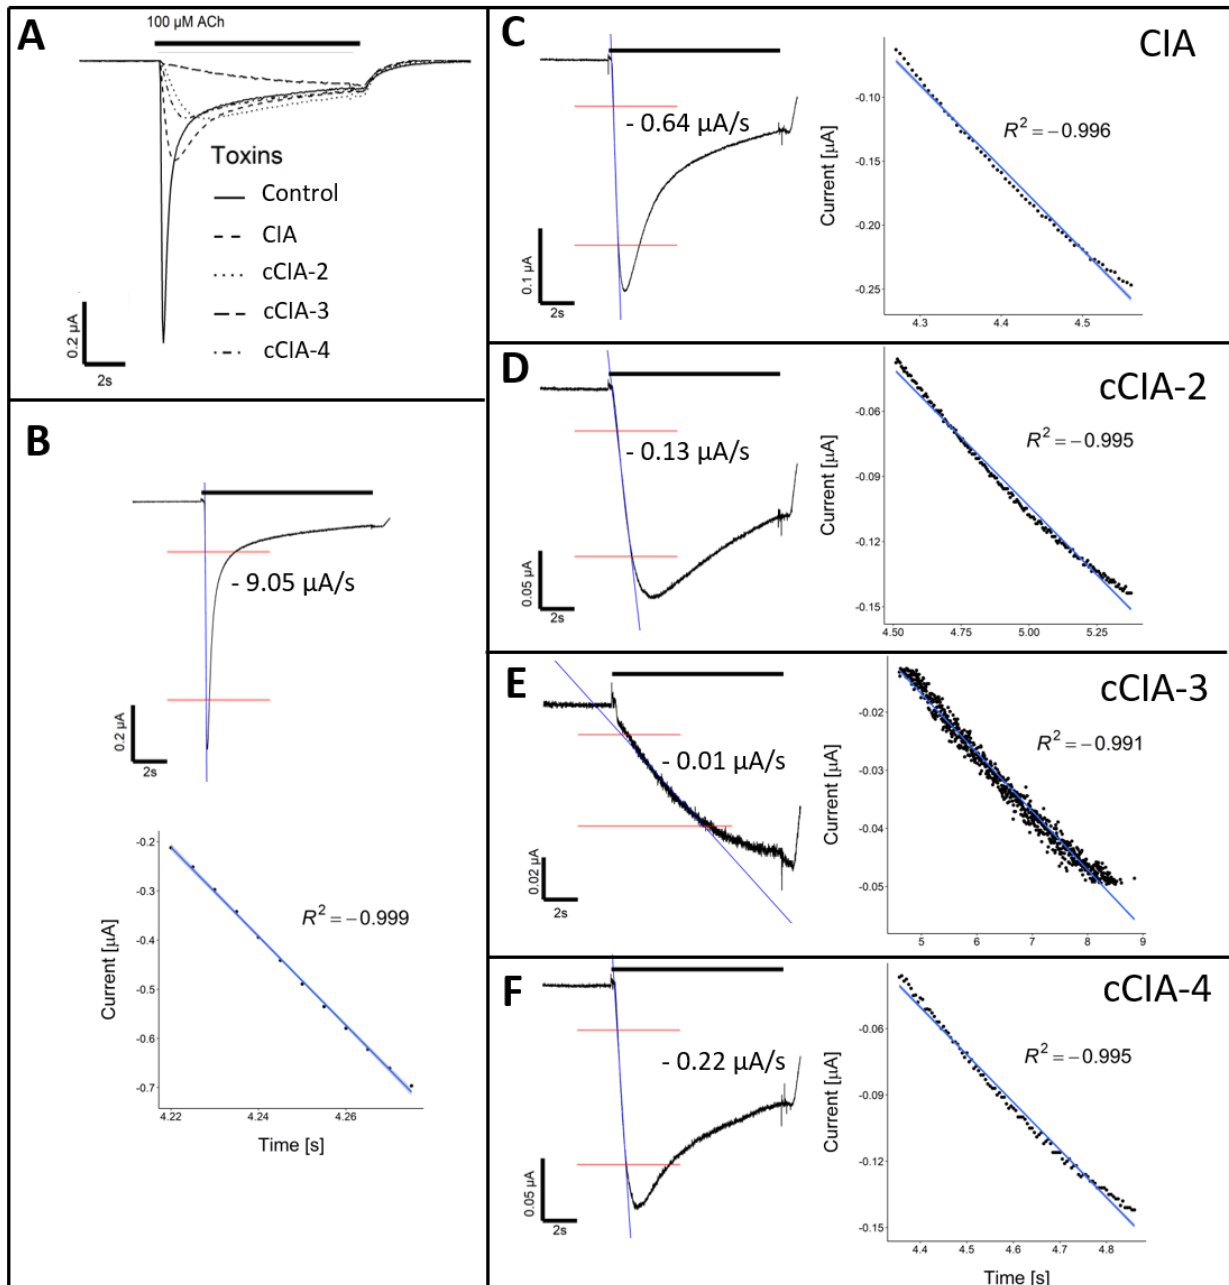 A
100 µM ACh
Toxins
Control
CIA
cCIA-2
cCIA-3
cCIA-4
0.2 µA
2s
B
- 9.05 µA/s
0.2 µA
2s
-0.2
-0.3
-0.4
-0.5
-0.6
-0.7
R² = −0.999
Current [µA]
4.22 4.24 4.26
Time [s]
C
- 0.64 µA/s
0.1 µA
2s
CIA
-0.10
-0.15
-0.20
-0.25
R² = −0.996
Current [µA]
4.3 4.4 4.5
D
- 0.13 µA/s
0.05 µA
2s
cCIA-2
-0.06
-0.09
-0.12
-0.15
R² = −0.995
Current [µA]
4.50 4.75 5.00 5.25
E
- 0.01 µA/s
0.02 µA
2s
cCIA-3
-0.02
-0.03
-0.04
-0.05
R² = −0.991
Current [µA]
5 6 7 8 9
F
- 0.22 µA/s
0.05 µA
2s
cCIA-4
-0.06
-0.09
-0.12
-0.15
R² = −0.995
Current [µA]
4.4 4.5 4.6 4.7 4.8
Time [s]